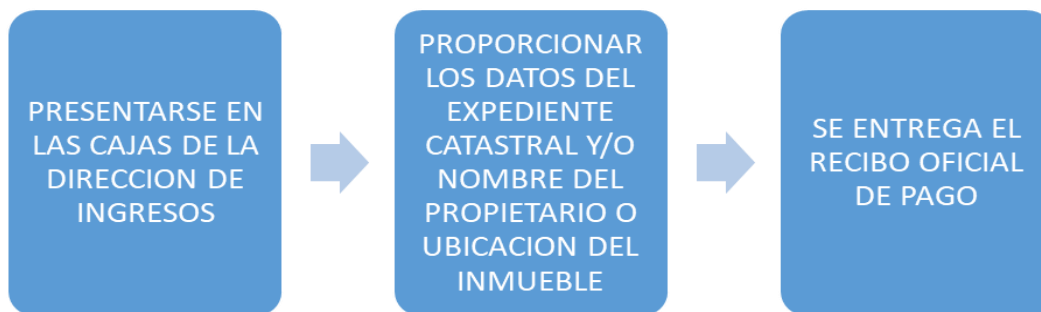 PRESENTARSE EN
LAS CAJAS DE LA
DIRECCION DE
INGRESOS
PROPORCIONAR
LOS DATOS DEL
EXPEDIENTE
CATASTRAL Y/O
NOMBRE DEL
PROPIETARIO O
UBICACION DEL
INMUEBLE
SE ENTREGA EL
RECIBO OFICIAL
DE PAGO